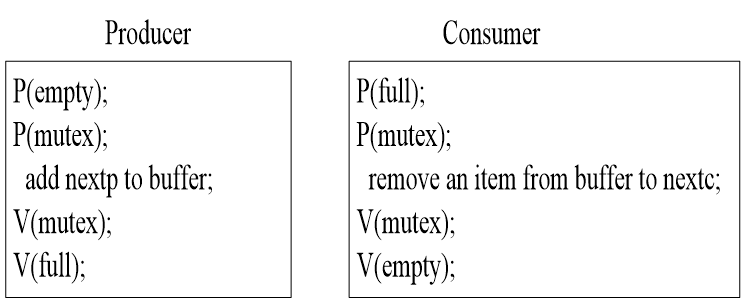 Producer
P(empty);
P(mutex);
add nextp to buffer;
V(mutex);
V(full);
Consumer
P(full);
P(mutex);
remove an item from buffer to nextc;
V(mutex);
V(empty);